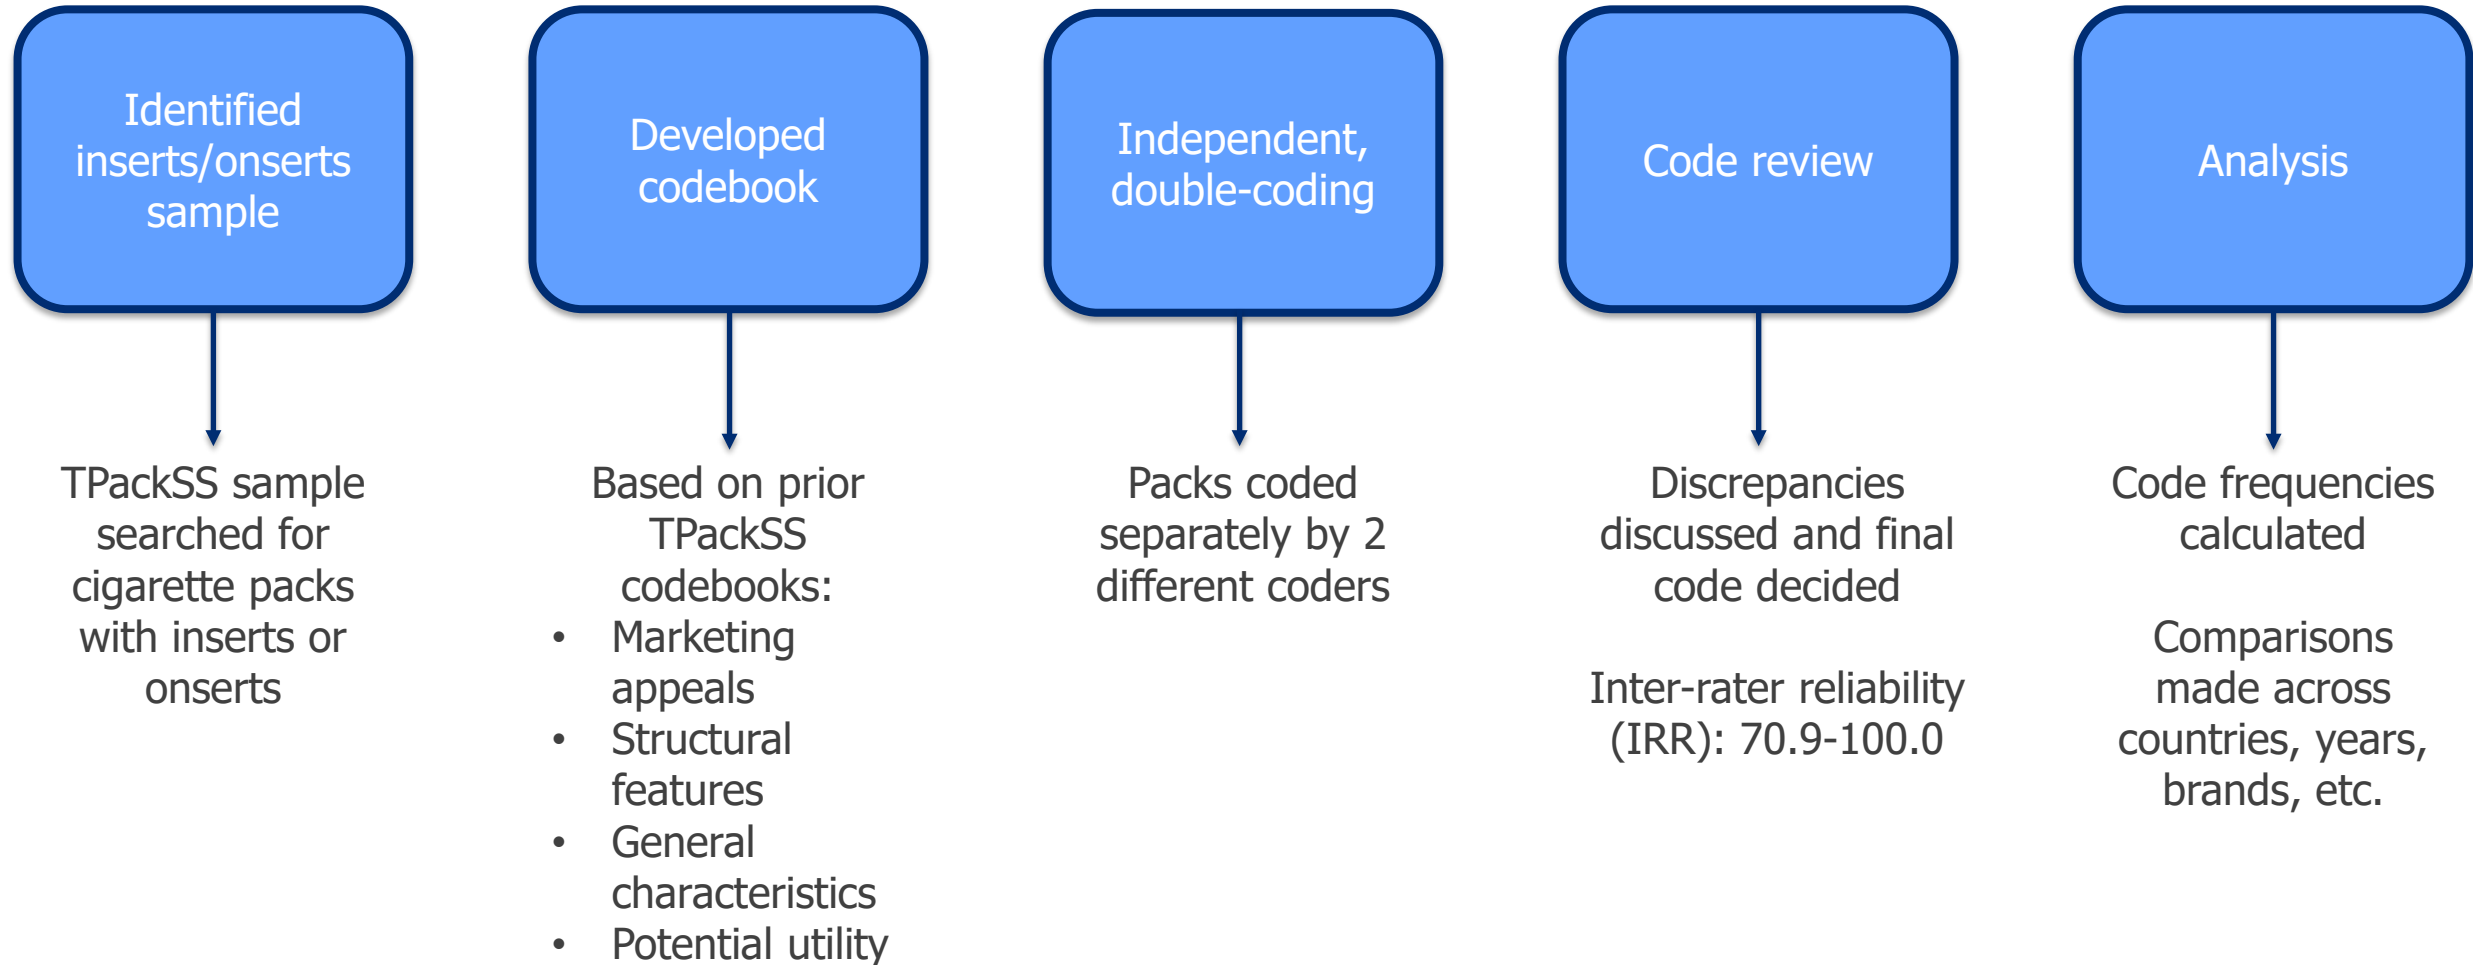 Identified
inserts/onserts
sample
Developed
codebook
Independent,
double-coding
Code review
Analysis
TPackSS sample
searched for
cigarette packs
with inserts or
onserts
Based on prior
TPackSS
codebooks:
• Marketing
appeals
• Structural
features
• General
characteristics
• Potential utility
Packs coded
separately by 2
different coders
Discrepancies
discussed and final
code decided
Inter-rater reliability
(IRR): 70.9-100.0
Code frequencies
calculated
Comparisons
made across
countries, years,
brands, etc.